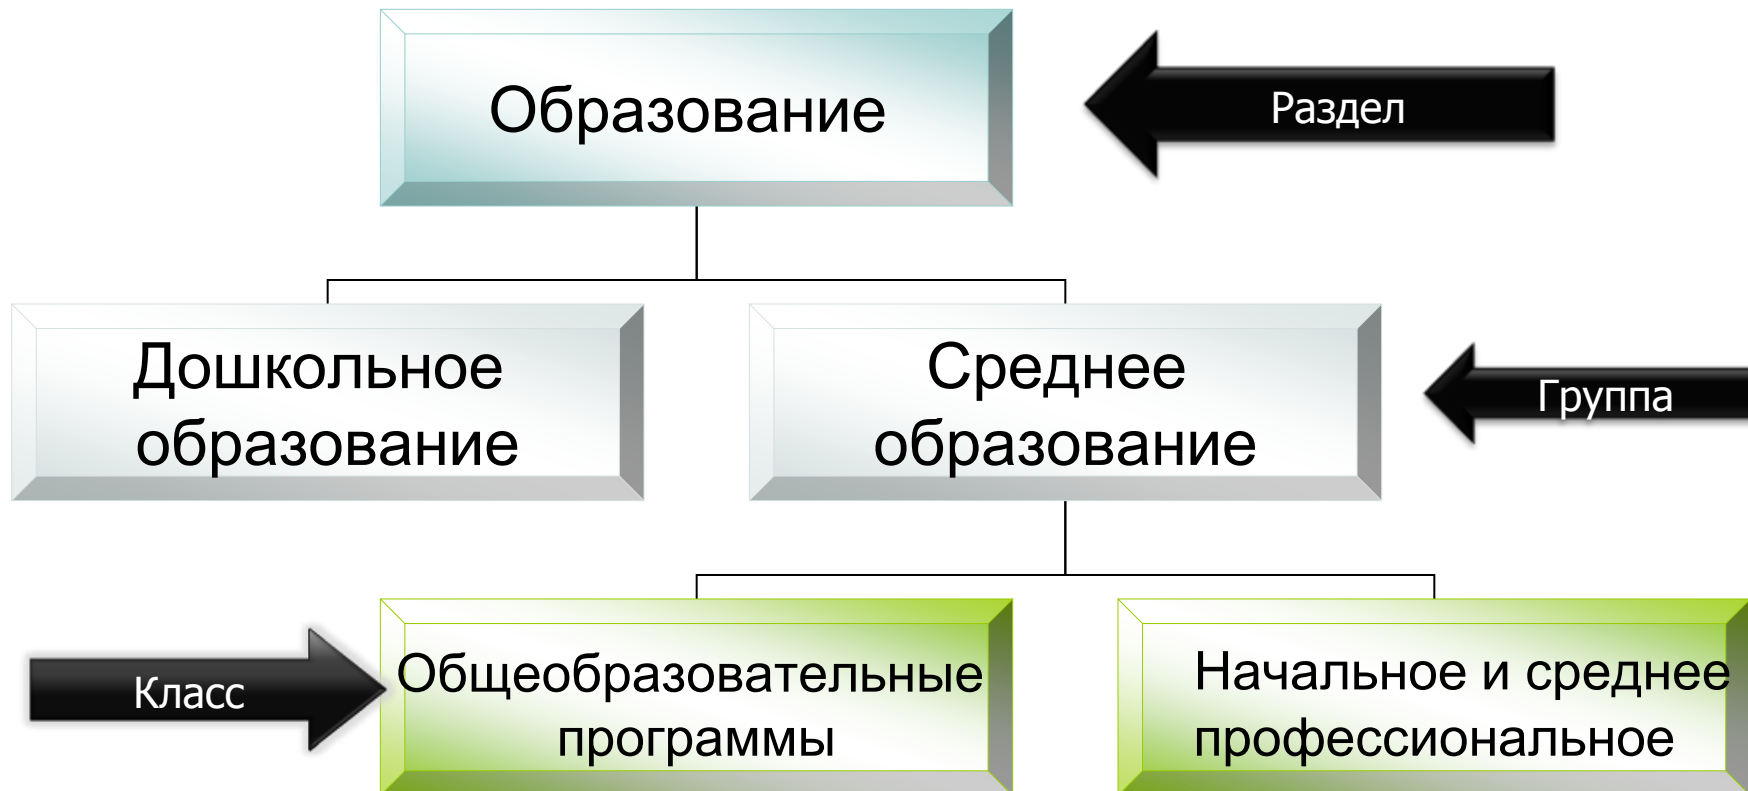 Образование
Раздел
Дошкольное
образование
Среднее
образование
Группа
Класс
Общеобразовательные
программы
Начальное и среднее
профессиональное